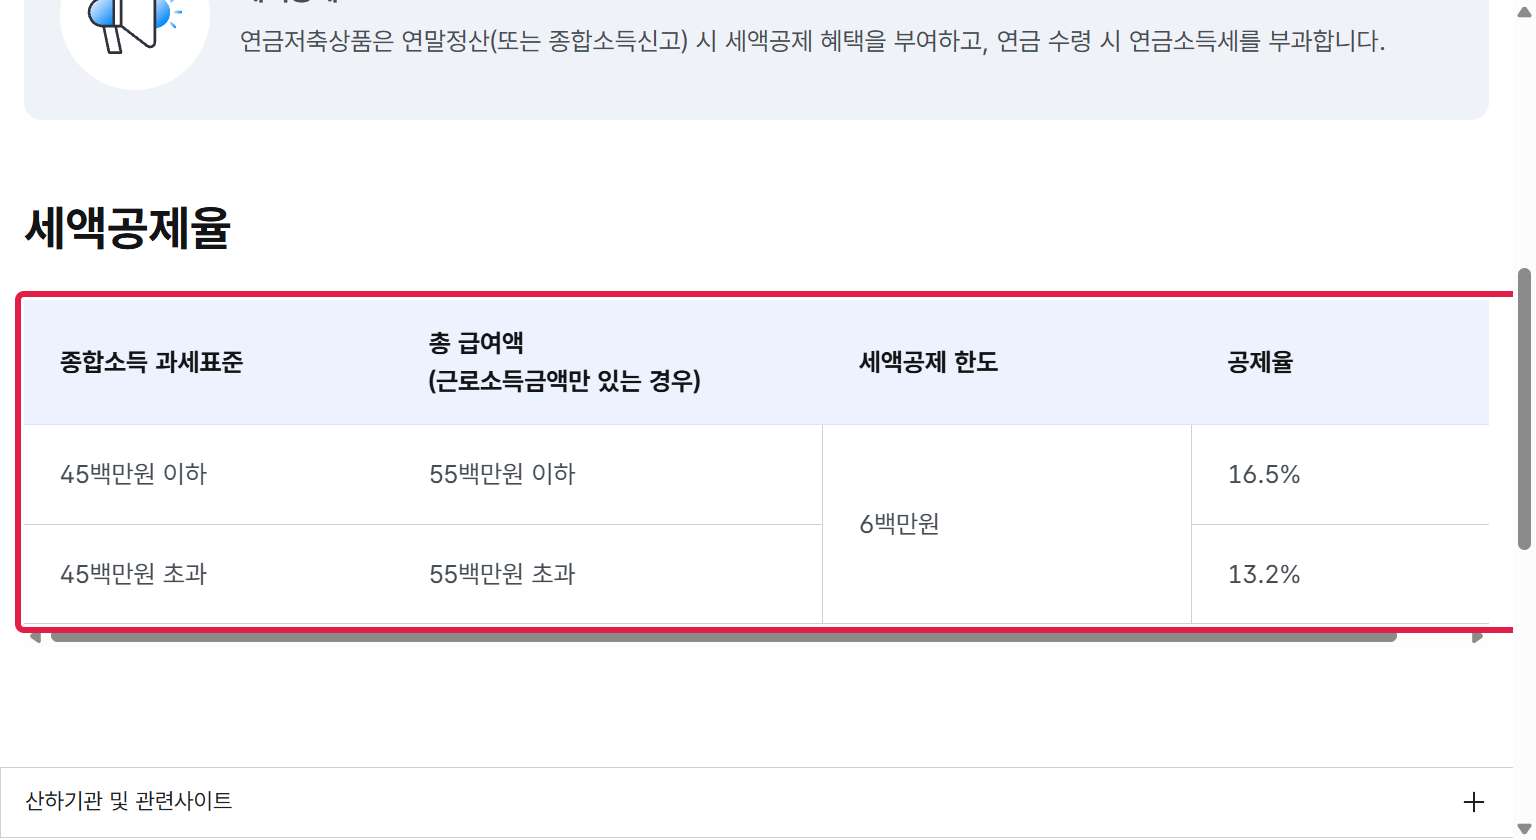 연금저축상품은 연말정산(또는 종합소득신고) 시 세액공제 혜택을 부여하고, 연금 수령 시 연금소득세를 부과합니다.
세액공제율
종합소득 과세표준
총 급여액
(근로소득금액만 있는 경우)
세액공제 한도
공제율
45백만원 이하
55백만원 이하
6백만원
16.5%
45백만원 초과
55백만원 초과
13.2%
산하기관 및 관련사이트